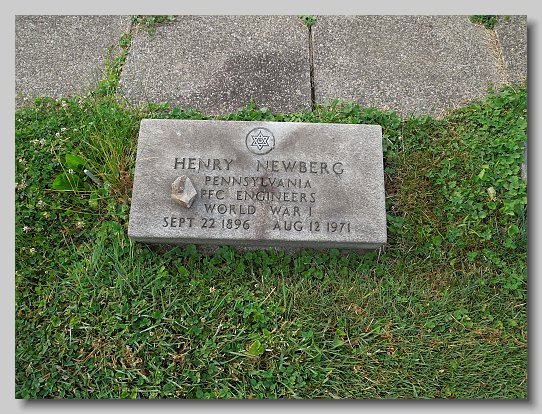 HENRY NEWBERG
PENNSYLVANIA
PFC ENGINEERS
WORLD WAR I
SEPT 22 1896 AUG 12 1971